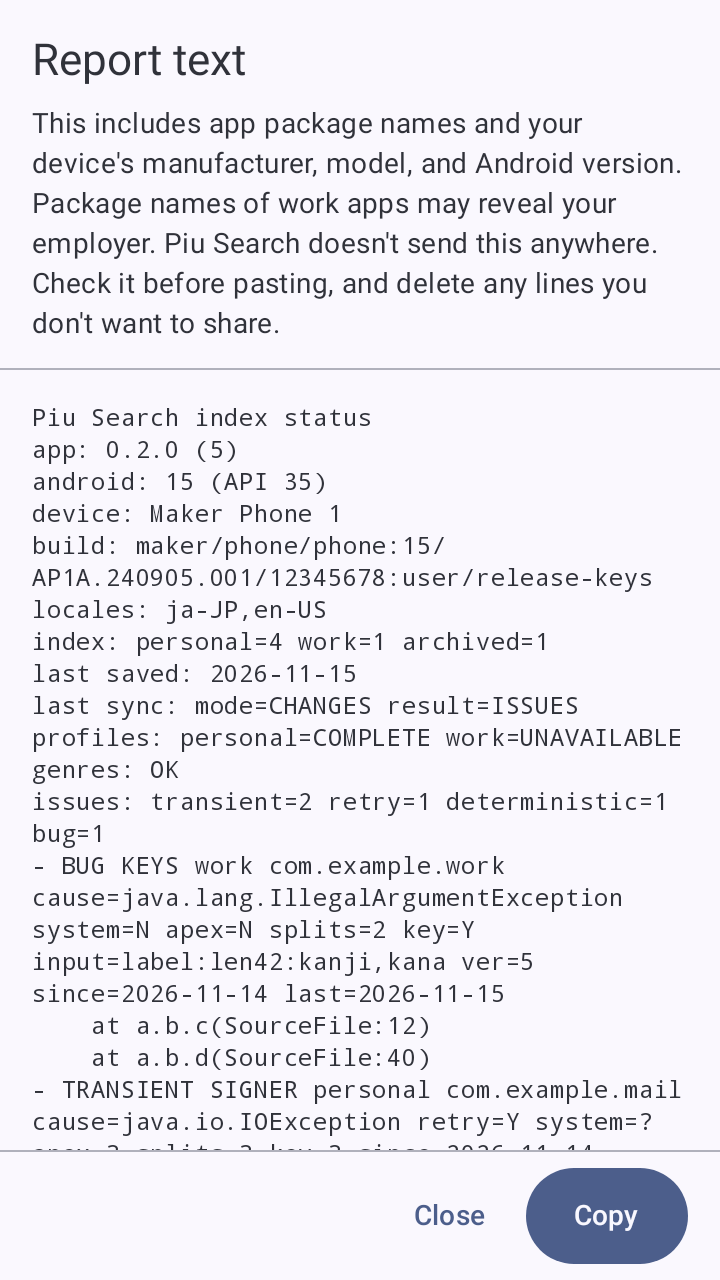 Report text
This includes app package names and your
device's manufacturer, model, and Android version.
Package names of work apps may reveal your
employer. Piu Search doesn't send this anywhere.
Check it before pasting, and delete any lines you
don't want to share.
Piu Search index status
app: 0.2.0 (5)
android: 15 (API 35)
device: Maker Phone 1
build: maker/phone/phone:15/
AP1A.240905.001/12345678:user/release-keys
locales: ja-JP,en-US
index: personal=4 work=1 archived=1
last saved: 2026-11-15
last sync: mode=CHANGES result=ISSUES
profiles: personal=COMPLETE work=UNAVAILABLE
genres: OK
issues: transient=2 retry=1 deterministic=1
bug=1
- BUG KEYS work com.example.work
cause=java.lang.IllegalArgumentException
system=N apex=N splits=2 key=Y
input=label:len42:kanji,kana ver=5
since=2026-11-14 last=2026-11-15
    at a.b.c(SourceFile:12)
    at a.b.d(SourceFile:40)
- TRANSIENT SIGNER personal com.example.mail
cause=java.io.IOException retry=Y system=?
Close
Copy